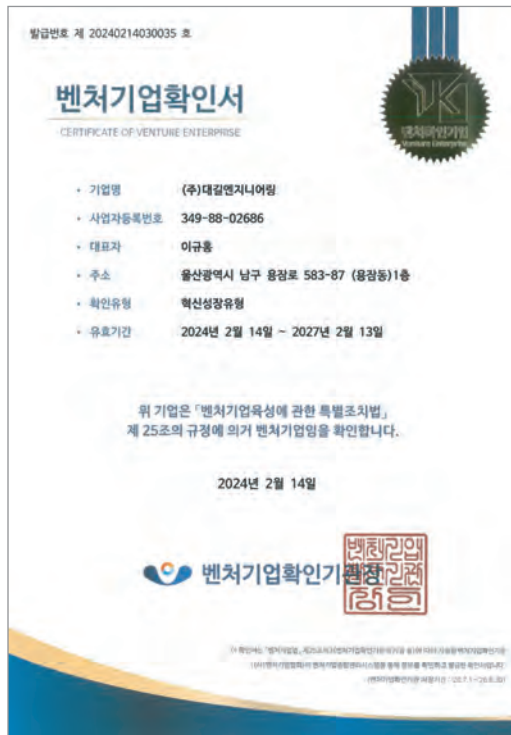 발급번호 제 20240214030035 호
벤처기업확인서
CERTIFICATE OF VENTURE ENTERPRISE
벤처확인기업
Venture Enterprise
• 기업명 (주)대길엔지니어링
• 사업자등록번호 349-88-02686
• 대표자 이규홍
• 주소 울산광역시 남구 용잠로 583-87 (용잠동)1층
• 확인유형 혁신성장유형
• 유효기간 2024년 2월 14일 ~ 2027년 2월 13일
위 기업은 「벤처기업육성에 관한 특별조치법」
제 25조의 규정에 의거 벤처기업임을 확인합니다.
2024년 2월 14일
벤처기업확인기관장